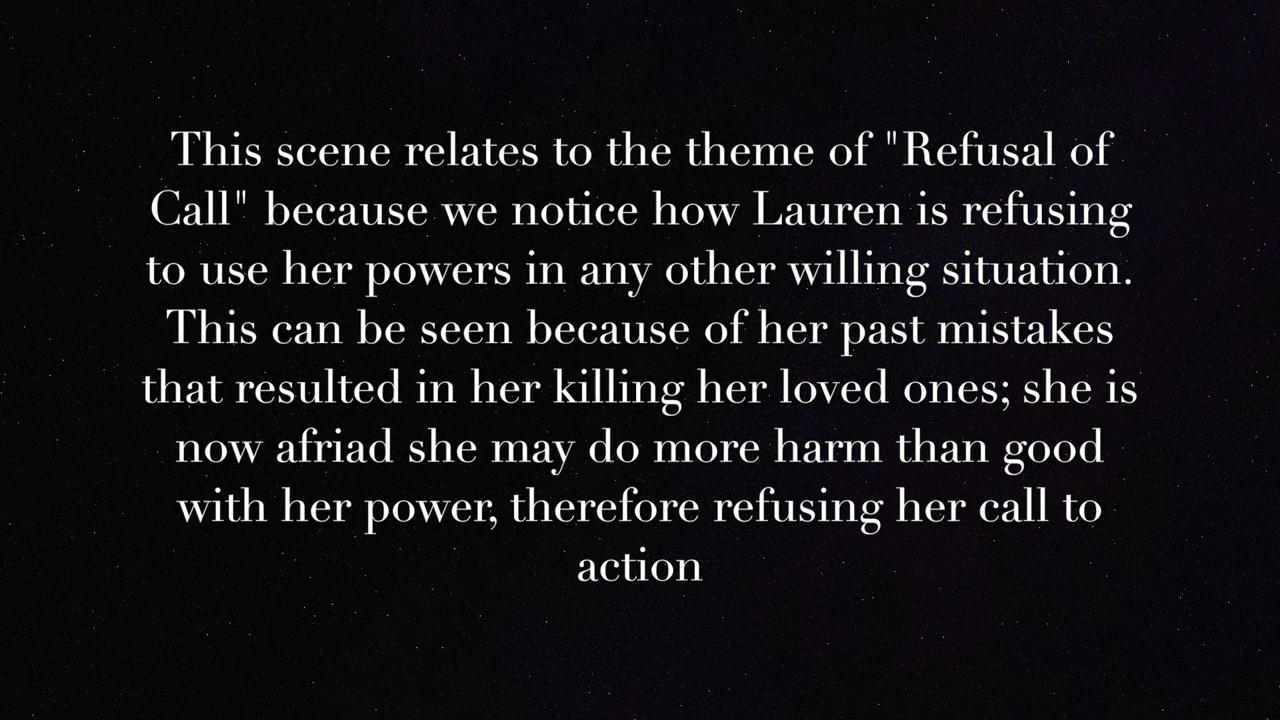 This scene relates to the theme of "Refusal of
Call" because we notice how Lauren is refusing
to use her powers in any other willing situation.
This can be seen because of her past mistakes
that resulted in her killing her loved ones; she is
now afriad she may do more harm than good
with her power, therefore refusing her call to
action